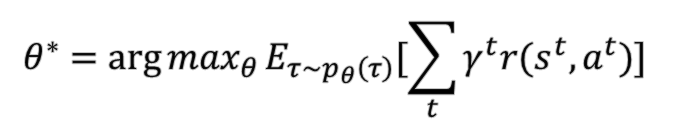 θ* = arg max_θ E_{τ~p_θ(τ)}[∑_t γ^t r(s^t, a^t)]